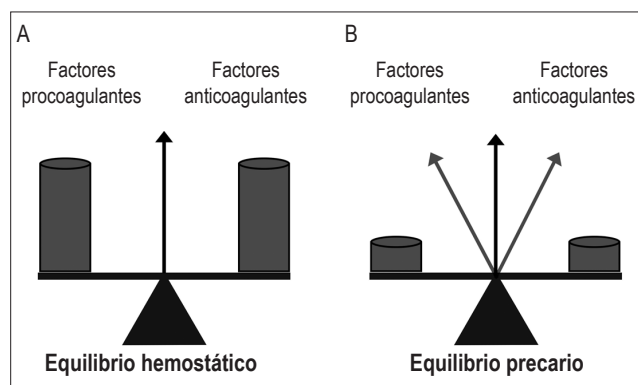 A
Factores
procoagulantes
Factores
anticoagulantes
Equilibrio hemostático
B
Factores
procoagulantes
Factores
anticoagulantes
Equilibrio precario